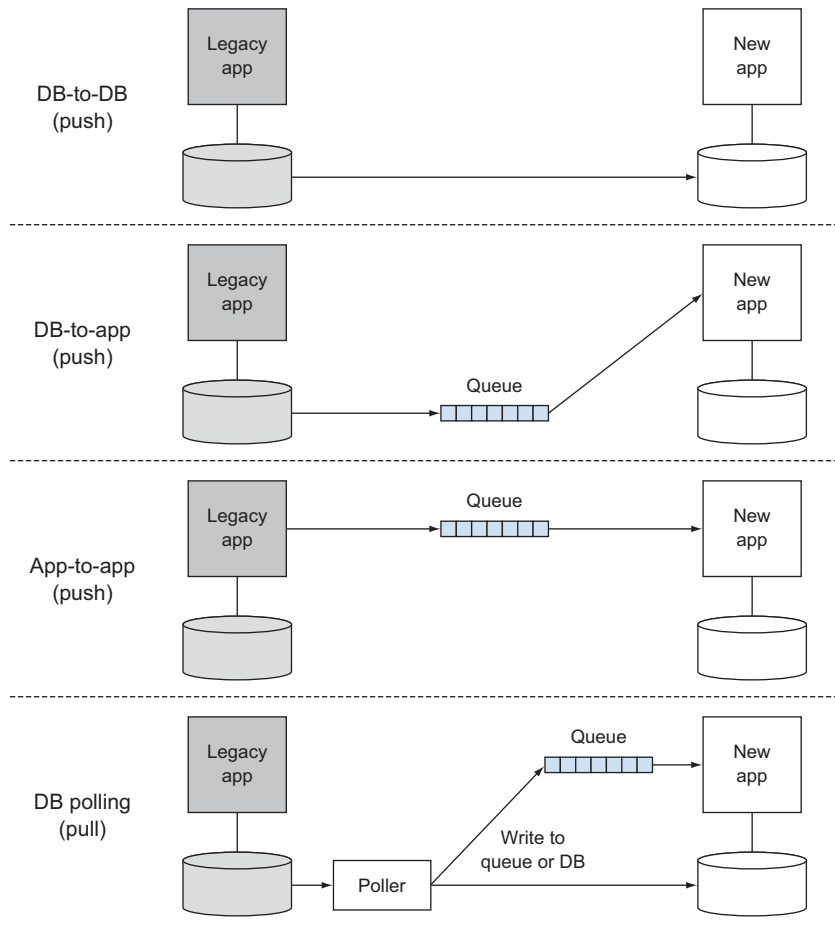 Legacy
app
New
app
DB-to-DB
(push)
Legacy
app
New
app
DB-to-app
(push)
Queue
Legacy
app
Queue
New
app
App-to-app
(push)
Legacy
app
Queue
New
app
DB polling
(pull)
Write to
queue or DB
Poller